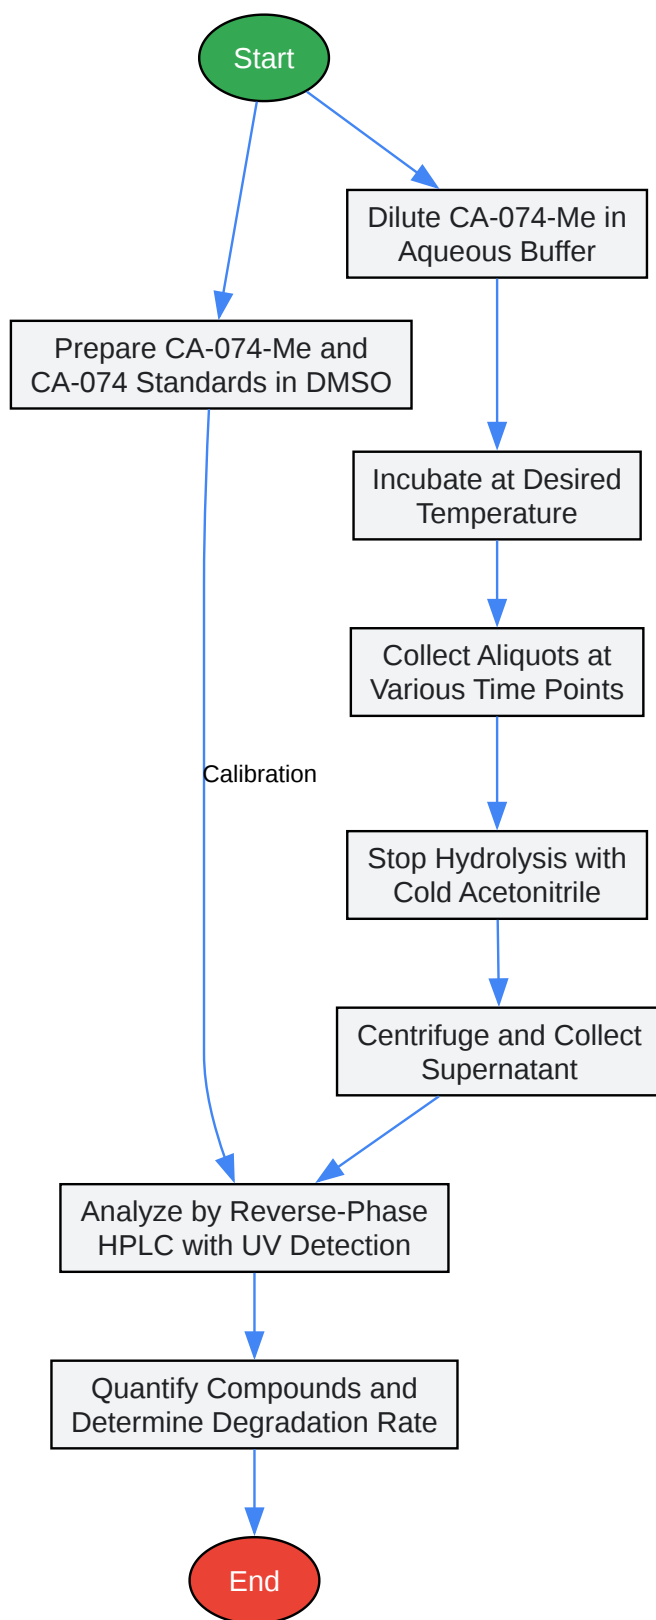 Start
Dilute CA-074-Me in
Aqueous Buffer
Prepare CA-074-Me and
CA-074 Standards in DMSO
Incubate at Desired
Temperature
Collect Aliquots at
Various Time Points
Calibration
Stop Hydrolysis with
Cold Acetonitrile
Centrifuge and Collect
Supernatant
Analyze by Reverse-Phase
HPLC with UV Detection
Quantify Compounds and
Determine Degradation Rate
End